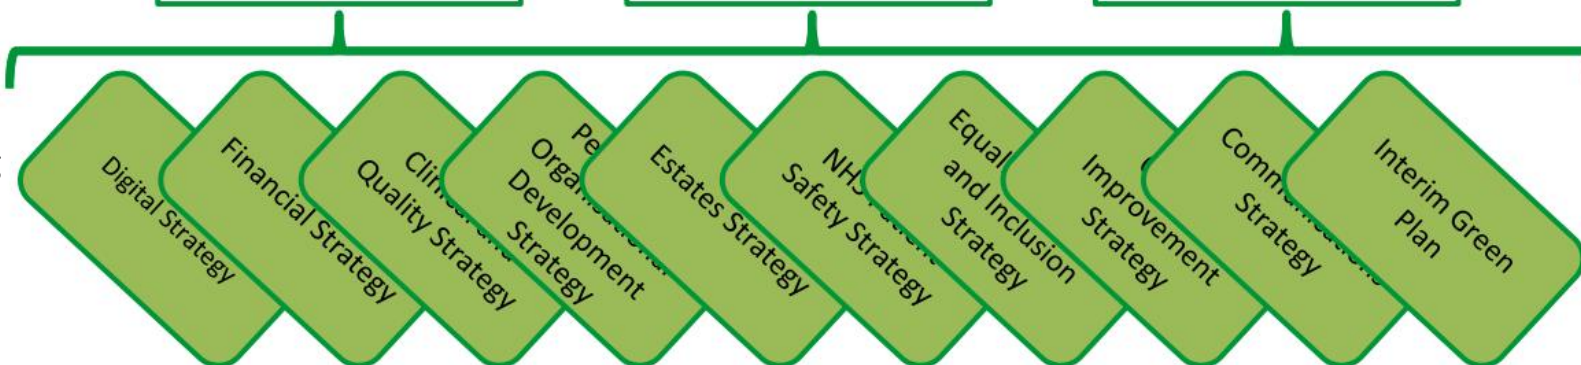 Digital Strategy
Financial Strategy
Quality Strategy
Development
Strategy
Estates Strategy
NHS
Safety Strategy
and Inclusion
Strategy
Improvement
Strategy
Strategy
Interim Green
Plan